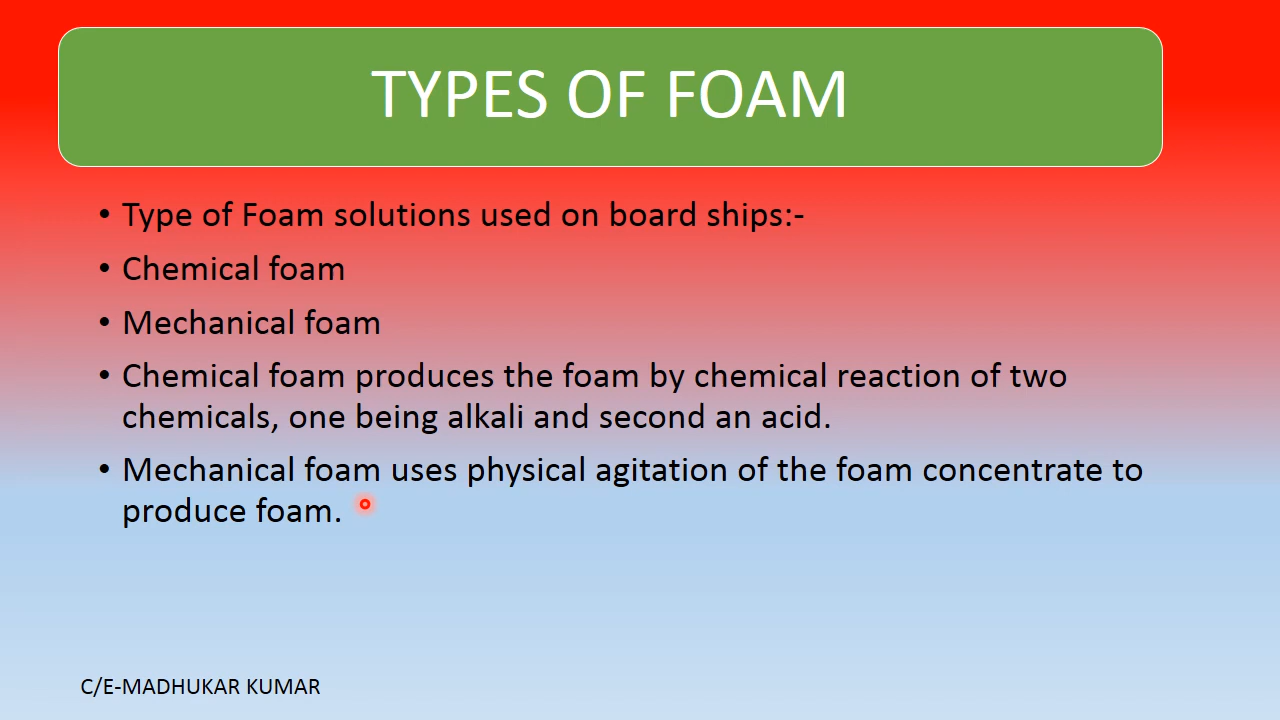 TYPES OF FOAM
• Type of Foam solutions used on board ships:-
• Chemical foam
• Mechanical foam
• Chemical foam produces the foam by chemical reaction of two
chemicals, one being alkali and second an acid.
• Mechanical foam uses physical agitation of the foam concentrate to
produce foam.
C/E-MADHUKAR KUMAR